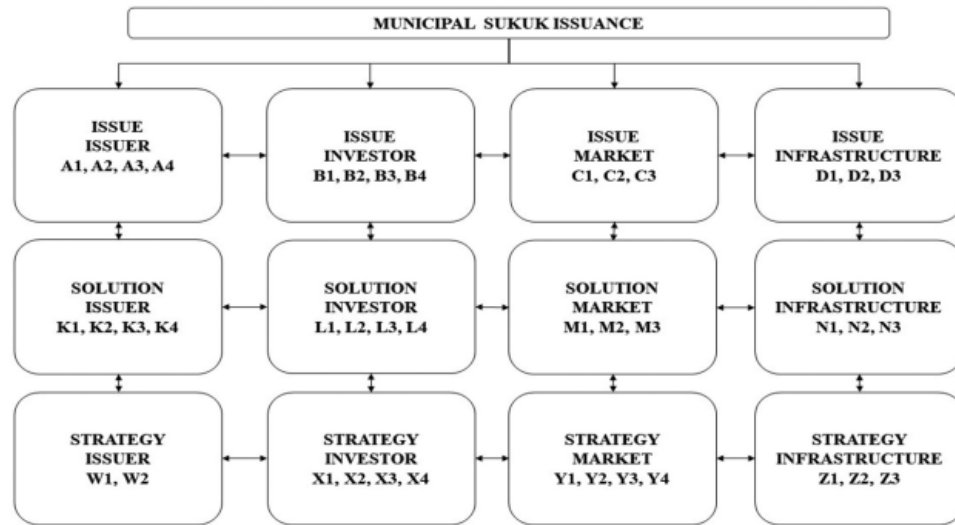 MUNICIPAL SUKUK ISSUANCE
ISSUE
ISSUER
A1, A2, A3, A4
ISSUE
INVESTOR
B1, B2, B3, B4
ISSUE
MARKET
C1, C2, C3
ISSUE
INFRASTRUCTURE
D1, D2, D3
SOLUTION
ISSUER
K1, K2, K3, K4
SOLUTION
INVESTOR
L1, L2, L3, L4
SOLUTION
MARKET
M1, M2, M3
SOLUTION
INFRASTRUCTURE
N1, N2, N3
STRATEGY
ISSUER
W1, W2
STRATEGY
INVESTOR
X1, X2, X3, X4
STRATEGY
MARKET
Y1, Y2, Y3, Y4
STRATEGY
INFRASTRUCTURE
Z1, Z2, Z3